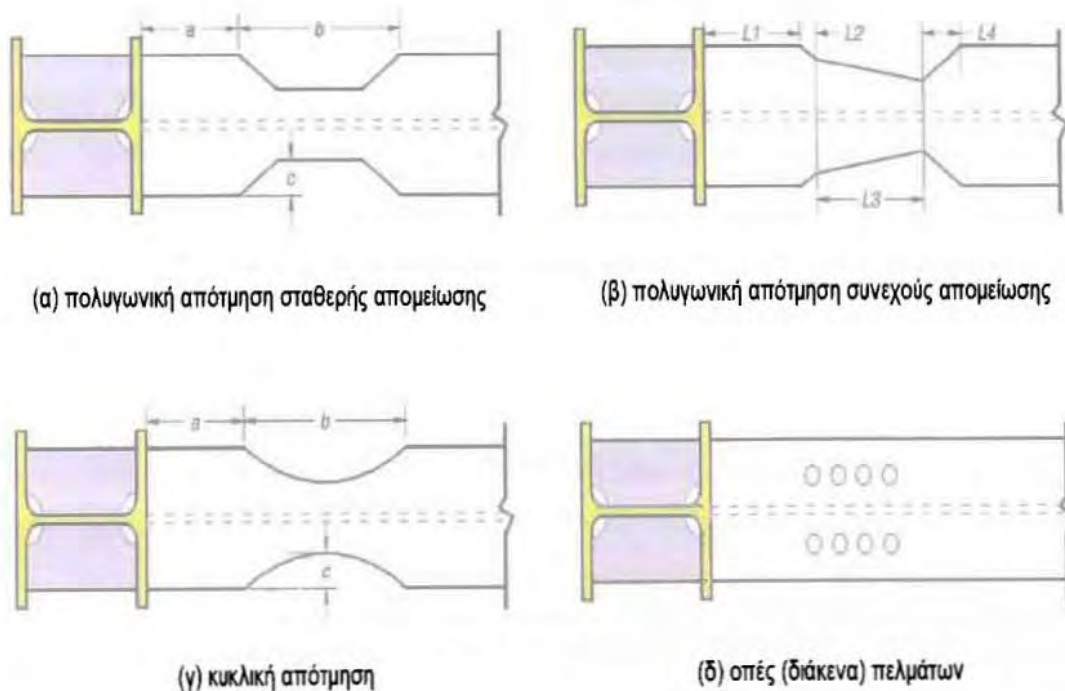 a b
c
L1 L2 L4
L3
(α) πολυγωνική απότμηση σταθερής απομείωσης
(β) πολυγωνική απότμηση συνεχούς απομείωσης
a b
c
(γ) κυκλική απότμηση
(δ) οπές (διάκενα) πελμάτων